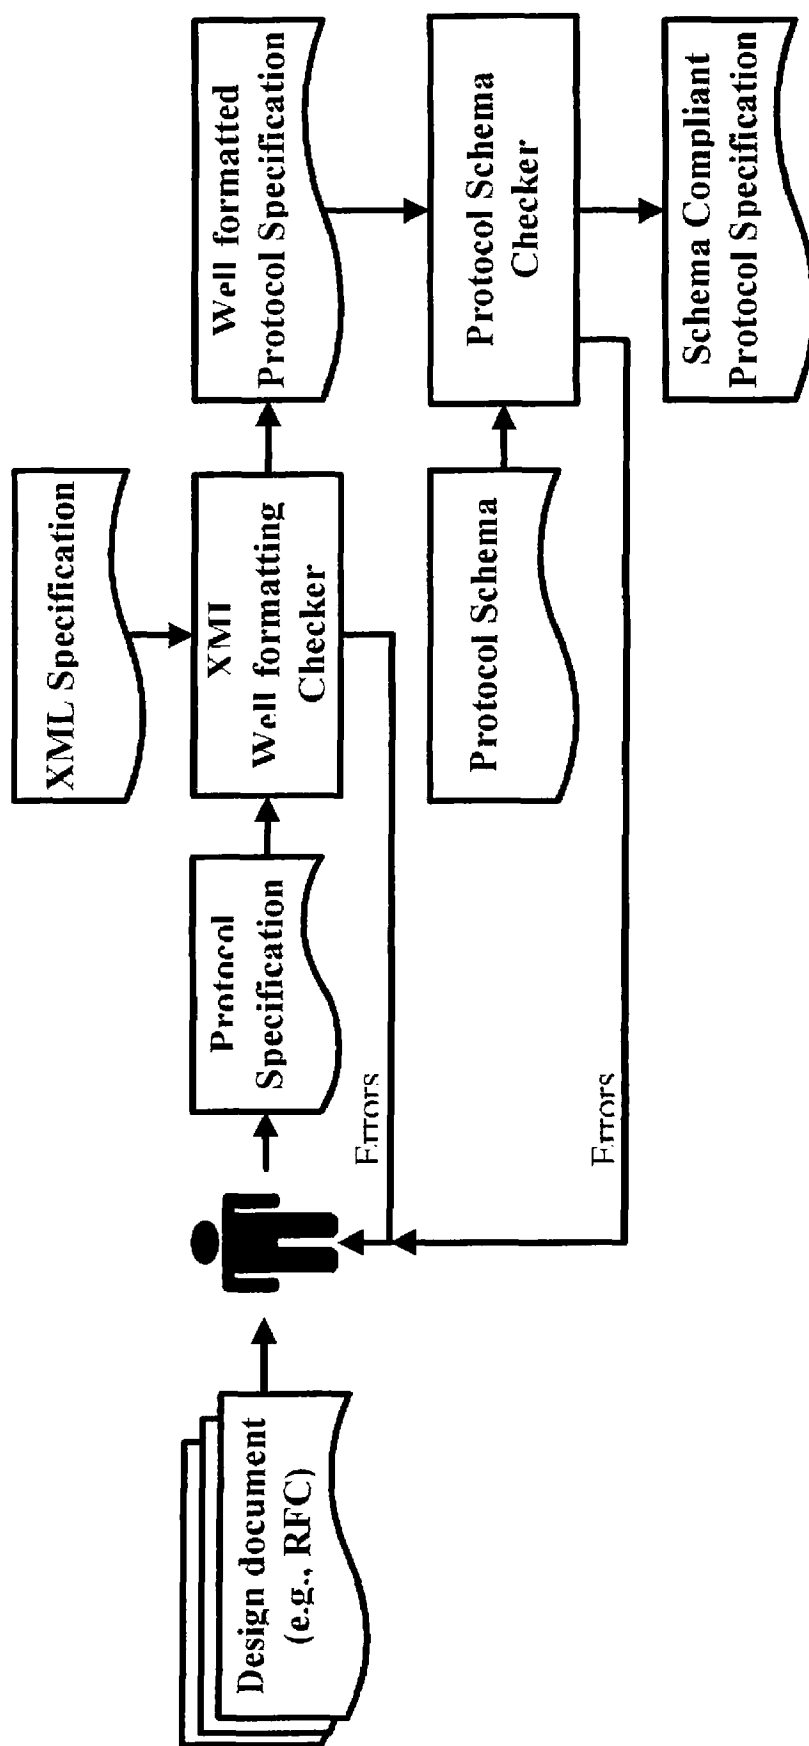 Design document
(e.g., RFC)
Protocol
Specification
Errors
Errors
XML Specification
XML
Well formatting
Checker
Protocol Schema
Well formatted
Protocol Specification
Protocol Schema
Checker
Schema Compliant
Protocol Specification